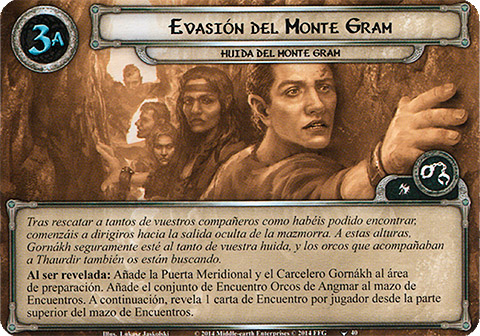 3A
EVASIÓN DEL MONTE GRAM
HUIDA DEL MONTE GRAM
Tras rescatar a tantos de vuestros compañeros como habéis podido encontrar,
comenzáis a dirigiros hacia la salida oculta de la mazmorra. A estas alturas,
Gornákh seguramente esté al tanto de vuestra huida, y los orcos que acompañaban
a Thaurdir también os están buscando.
Al ser revelada: Añade la Puerta Meridional y el Carcelero Gornákh al área
de preparación. Añade el conjunto de Encuentro Orcos de Angmar al mazo de
Encuentros. A continuación, revela 1 carta de Encuentro por jugador desde la parte
superior del mazo de Encuentros.
Illus. Lukasz Jaskolski © 2014 Middle-earth Enterprises © 2014 FFG 40